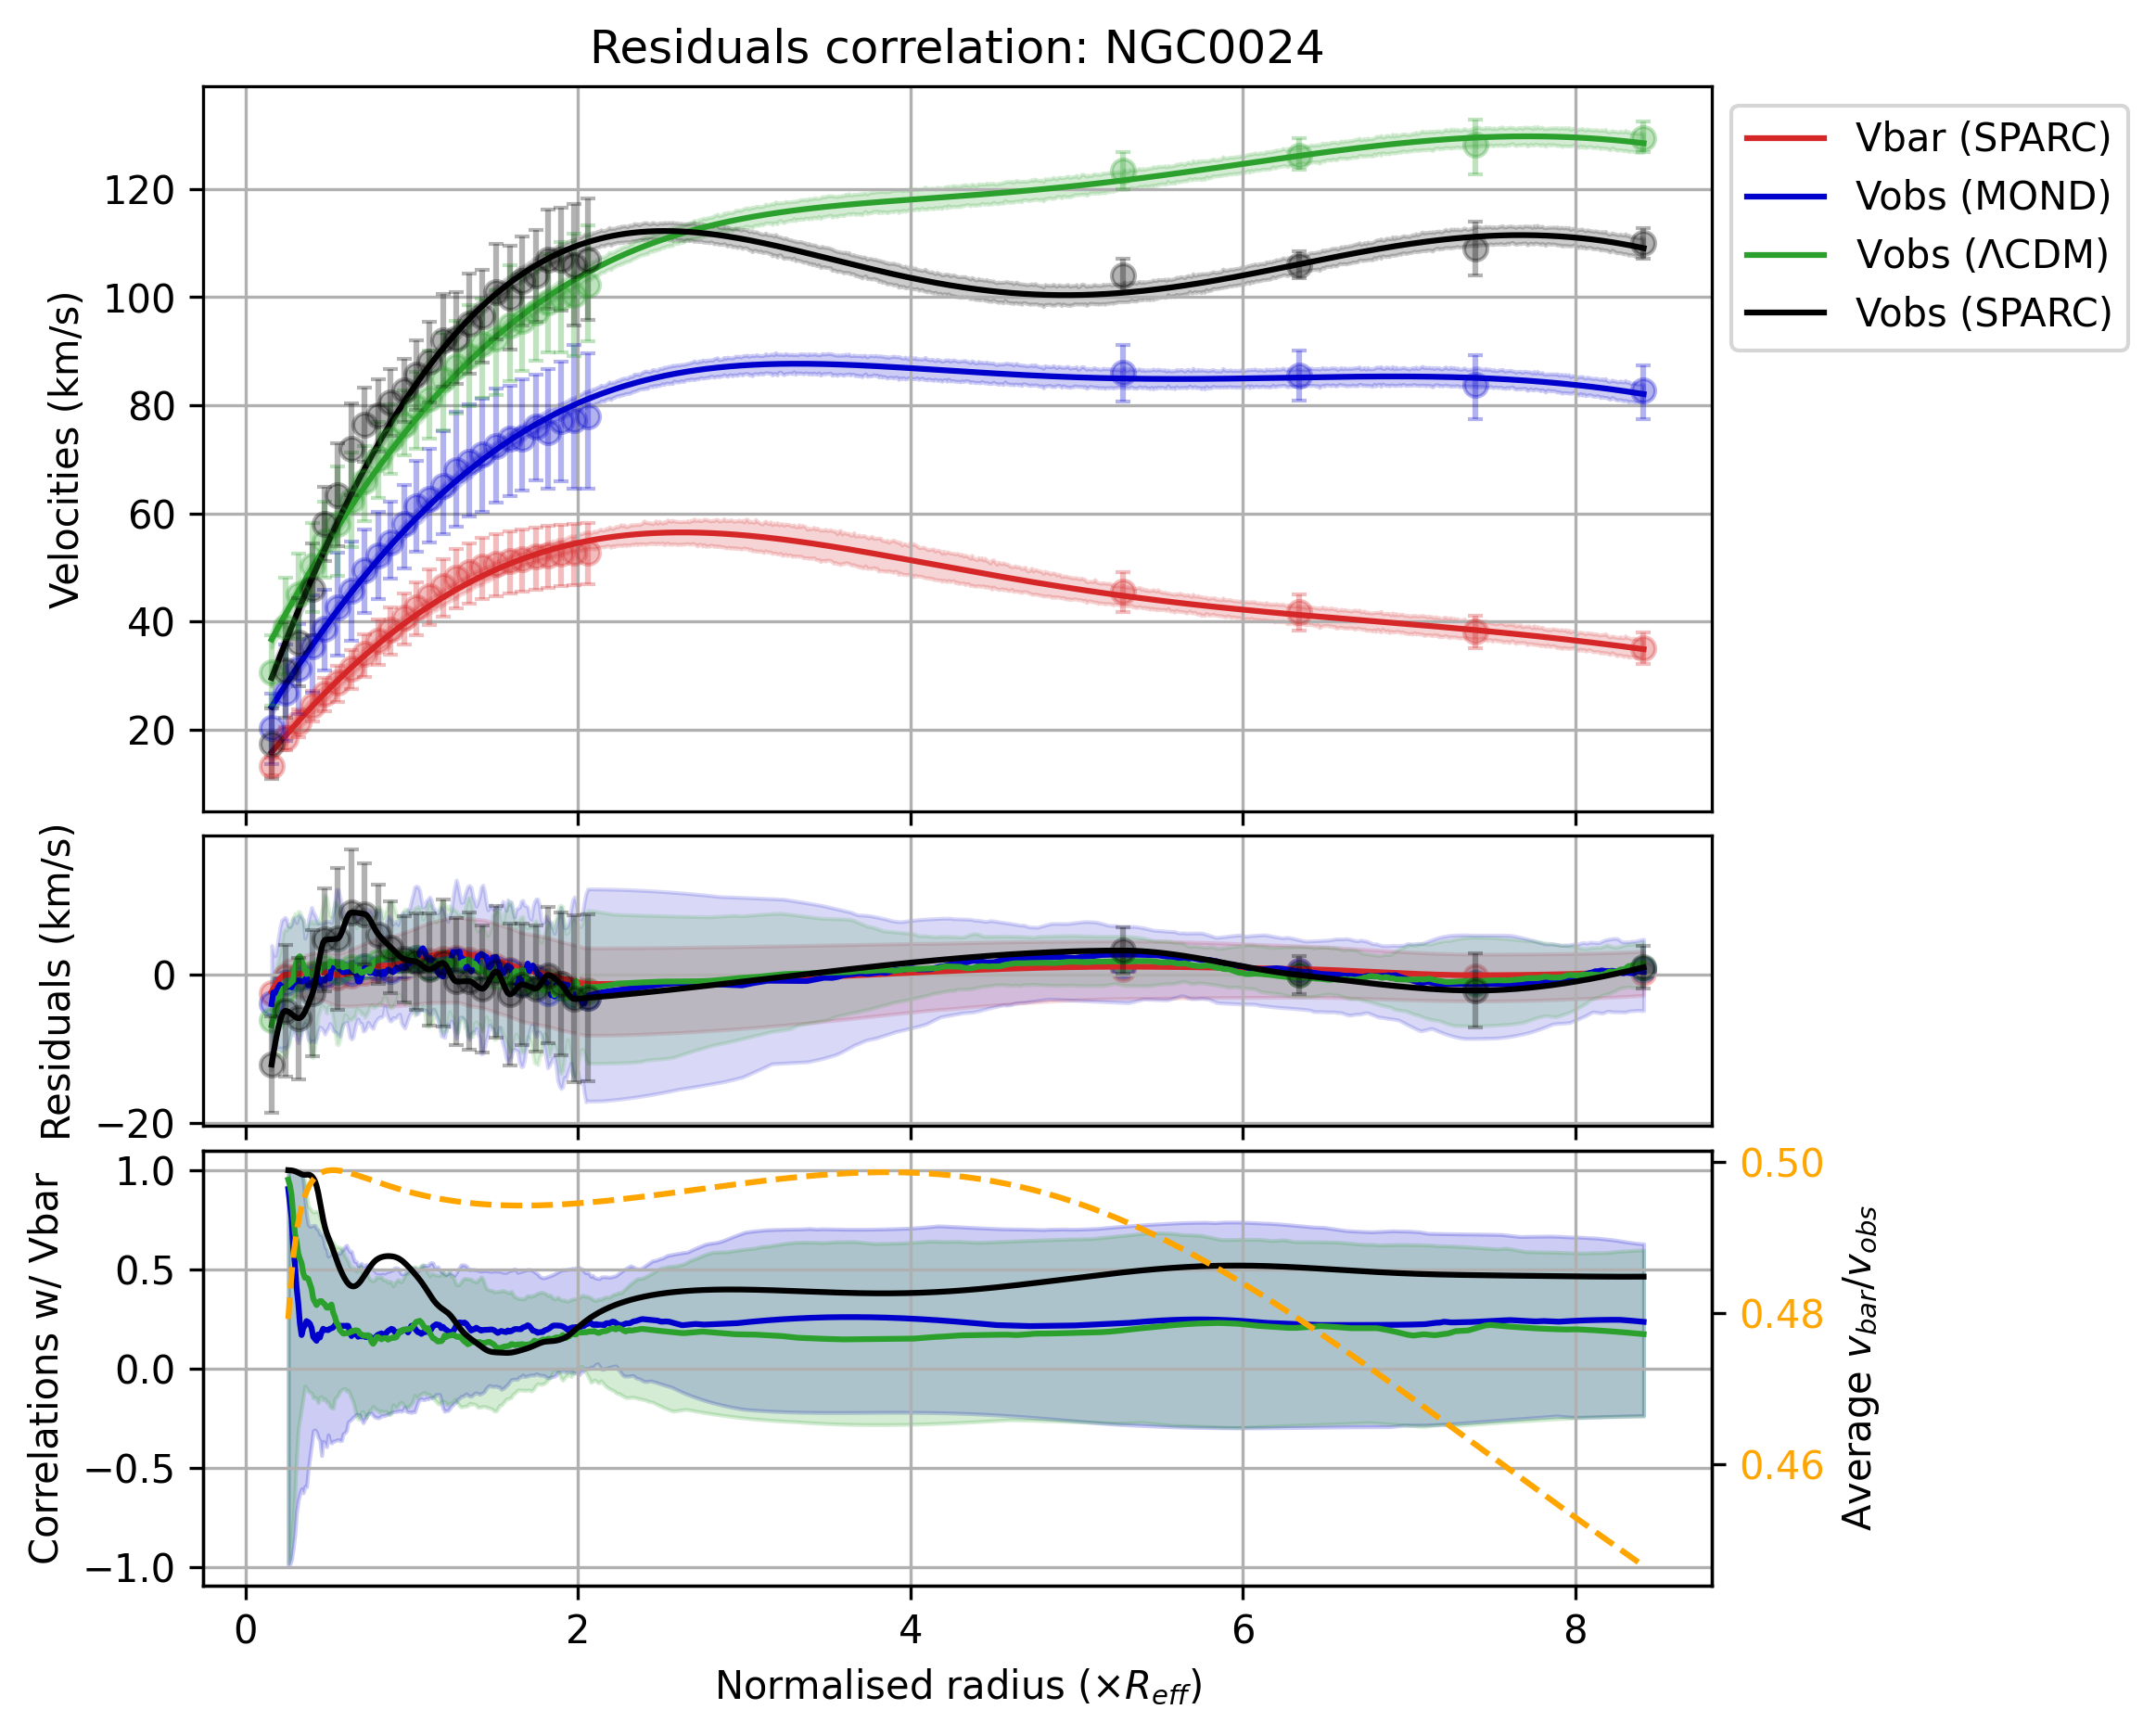 Residuals correlation: NGC0024
Velocities (km/s)
120
100
80
60
40
20
Vbar (SPARC)
Vobs (MOND)
Vobs (ΛCDM)
Vobs (SPARC)
Residuals (km/s)
0
−20
Correlations w/ Vbar
1.0
0.5
0.0
−0.5
−1.0
0.50
0.48
0.46
Average v_bar/v_obs
0 2 4 6 8
Normalised radius (×R_eff)